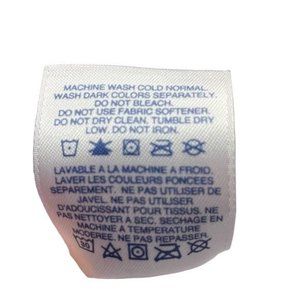 MACHINE WASH COLD NORMAL.
WASH DARK COLORS SEPARATELY.
DO NOT BLEACH.
DO NOT USE FABRIC SOFTENER.
DO NOT DRY CLEAN. TUMBLE DRY
LOW. DO NOT IRON.
LAVABLE A LA MACHINE A FROID.
LAVER LES COULEURS FONCEES
SEPAREMENT. NE PAS UTILISER DE
JAVEL. NE PAS UTILISER
D'ADOUCISSANT POUR TISSUS. NE
PAS NETTOYER A SEC. SECHAGE EN
MACHINE A TEMPERATURE
MODEREE. NE PAS REPASSER.
30